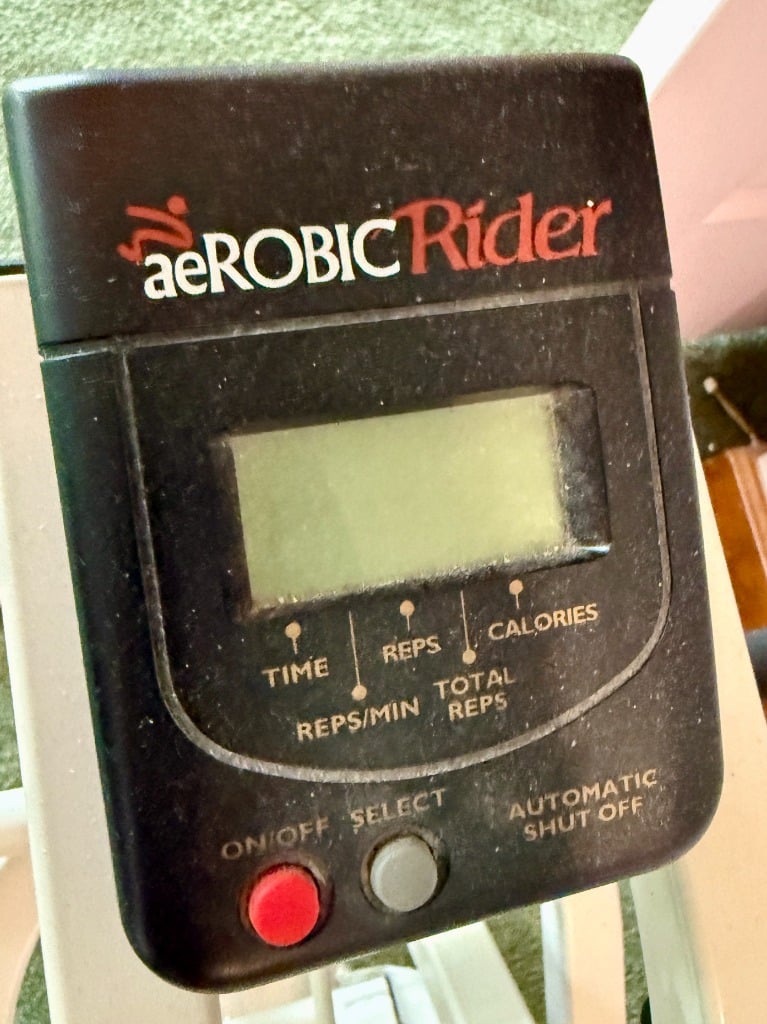 aeROBIC Rider
TIME
REPS/MIN
REPS
TOTAL
REPS
CALORIES
ON/OFF
SELECT
AUTOMATIC
SHUT OFF